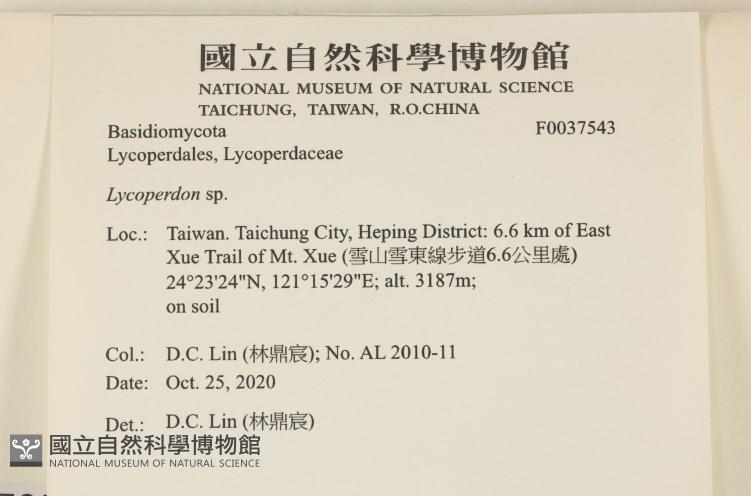 國立自然科學博物館
NATIONAL MUSEUM OF NATURAL SCIENCE
TAICHUNG, TAIWAN, R.O.CHINA
Basidiomycota F0037543
Lycoperdales, Lycoperdaceae
Lycoperdon sp.
Loc.: Taiwan. Taichung City, Heping District: 6.6 km of East
Xue Trail of Mt. Xue (雪山雪東線步道6.6公里處)
24°23'24"N, 121°15'29"E; alt. 3187m;
on soil
Col.: D.C. Lin (林鼎宸); No. AL 2010-11
Date: Oct. 25, 2020
Det.: D.C. Lin (林鼎宸)
國立自然科學博物館
NATIONAL MUSEUM OF NATURAL SCIENCE